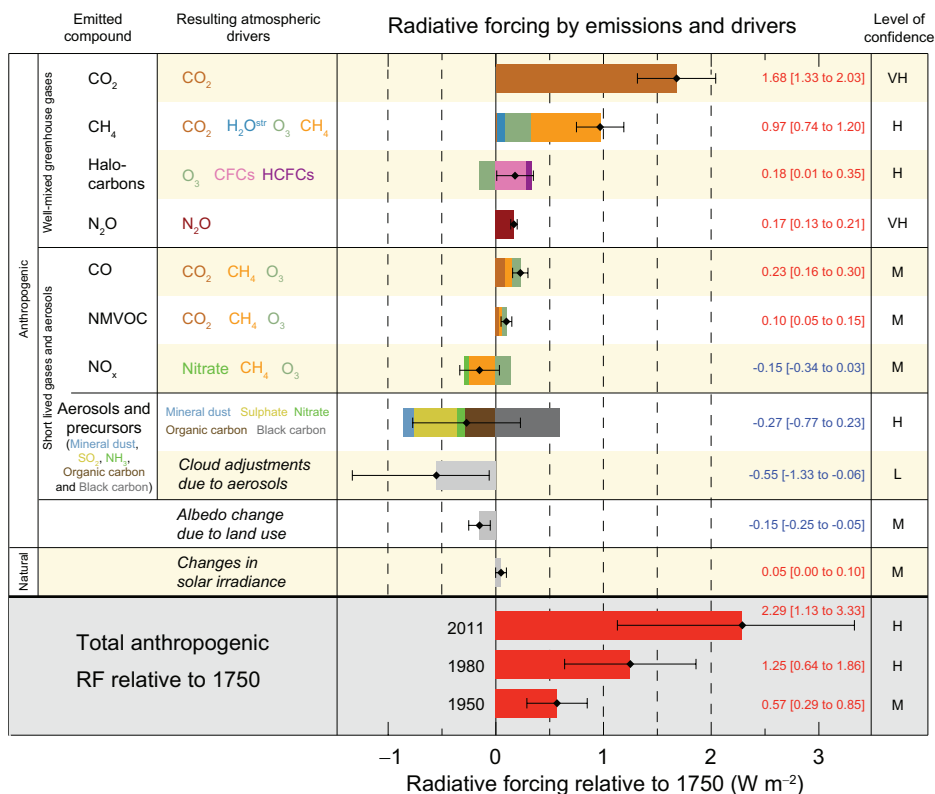 Emitted compound
Resulting atmospheric drivers
Radiative forcing by emissions and drivers
Level of confidence
Anthropogenic
Well-mixed greenhouse gases
CO₂
CO₂
1.68 [1.33 to 2.03]
VH
CH₄
CO₂ H₂Oˢᵗʳ O₃ CH₄
0.97 [0.74 to 1.20]
H
Halo-
carbons
O₃ CFCs HCFCs
0.18 [0.01 to 0.35]
H
N₂O
N₂O
0.17 [0.13 to 0.21]
VH
Short lived gases and aerosols
CO
CO₂ CH₄ O₃
0.23 [0.16 to 0.30]
M
NMVOC
CO₂ CH₄ O₃
0.10 [0.05 to 0.15]
M
NOₓ
Nitrate CH₄ O₃
-0.15 [-0.34 to 0.03]
M
Aerosols and
precursors
(Mineral dust,
SO₂, NH₃,
Organic carbon
and Black carbon)
Mineral dust Sulphate Nitrate
Organic carbon Black carbon
-0.27 [-0.77 to 0.23]
H
Cloud adjustments
due to aerosols
-0.55 [-1.33 to -0.06]
L
Albedo change
due to land use
-0.15 [-0.25 to -0.05]
M
Natural
Changes in
solar irradiance
0.05 [0.00 to 0.10]
M
Total anthropogenic
RF relative to 1750
2011
2.29 [1.13 to 3.33]
H
1980
1.25 [0.64 to 1.86]
H
1950
0.57 [0.29 to 0.85]
M
−1 0 1 2 3
Radiative forcing relative to 1750 (W m⁻²)